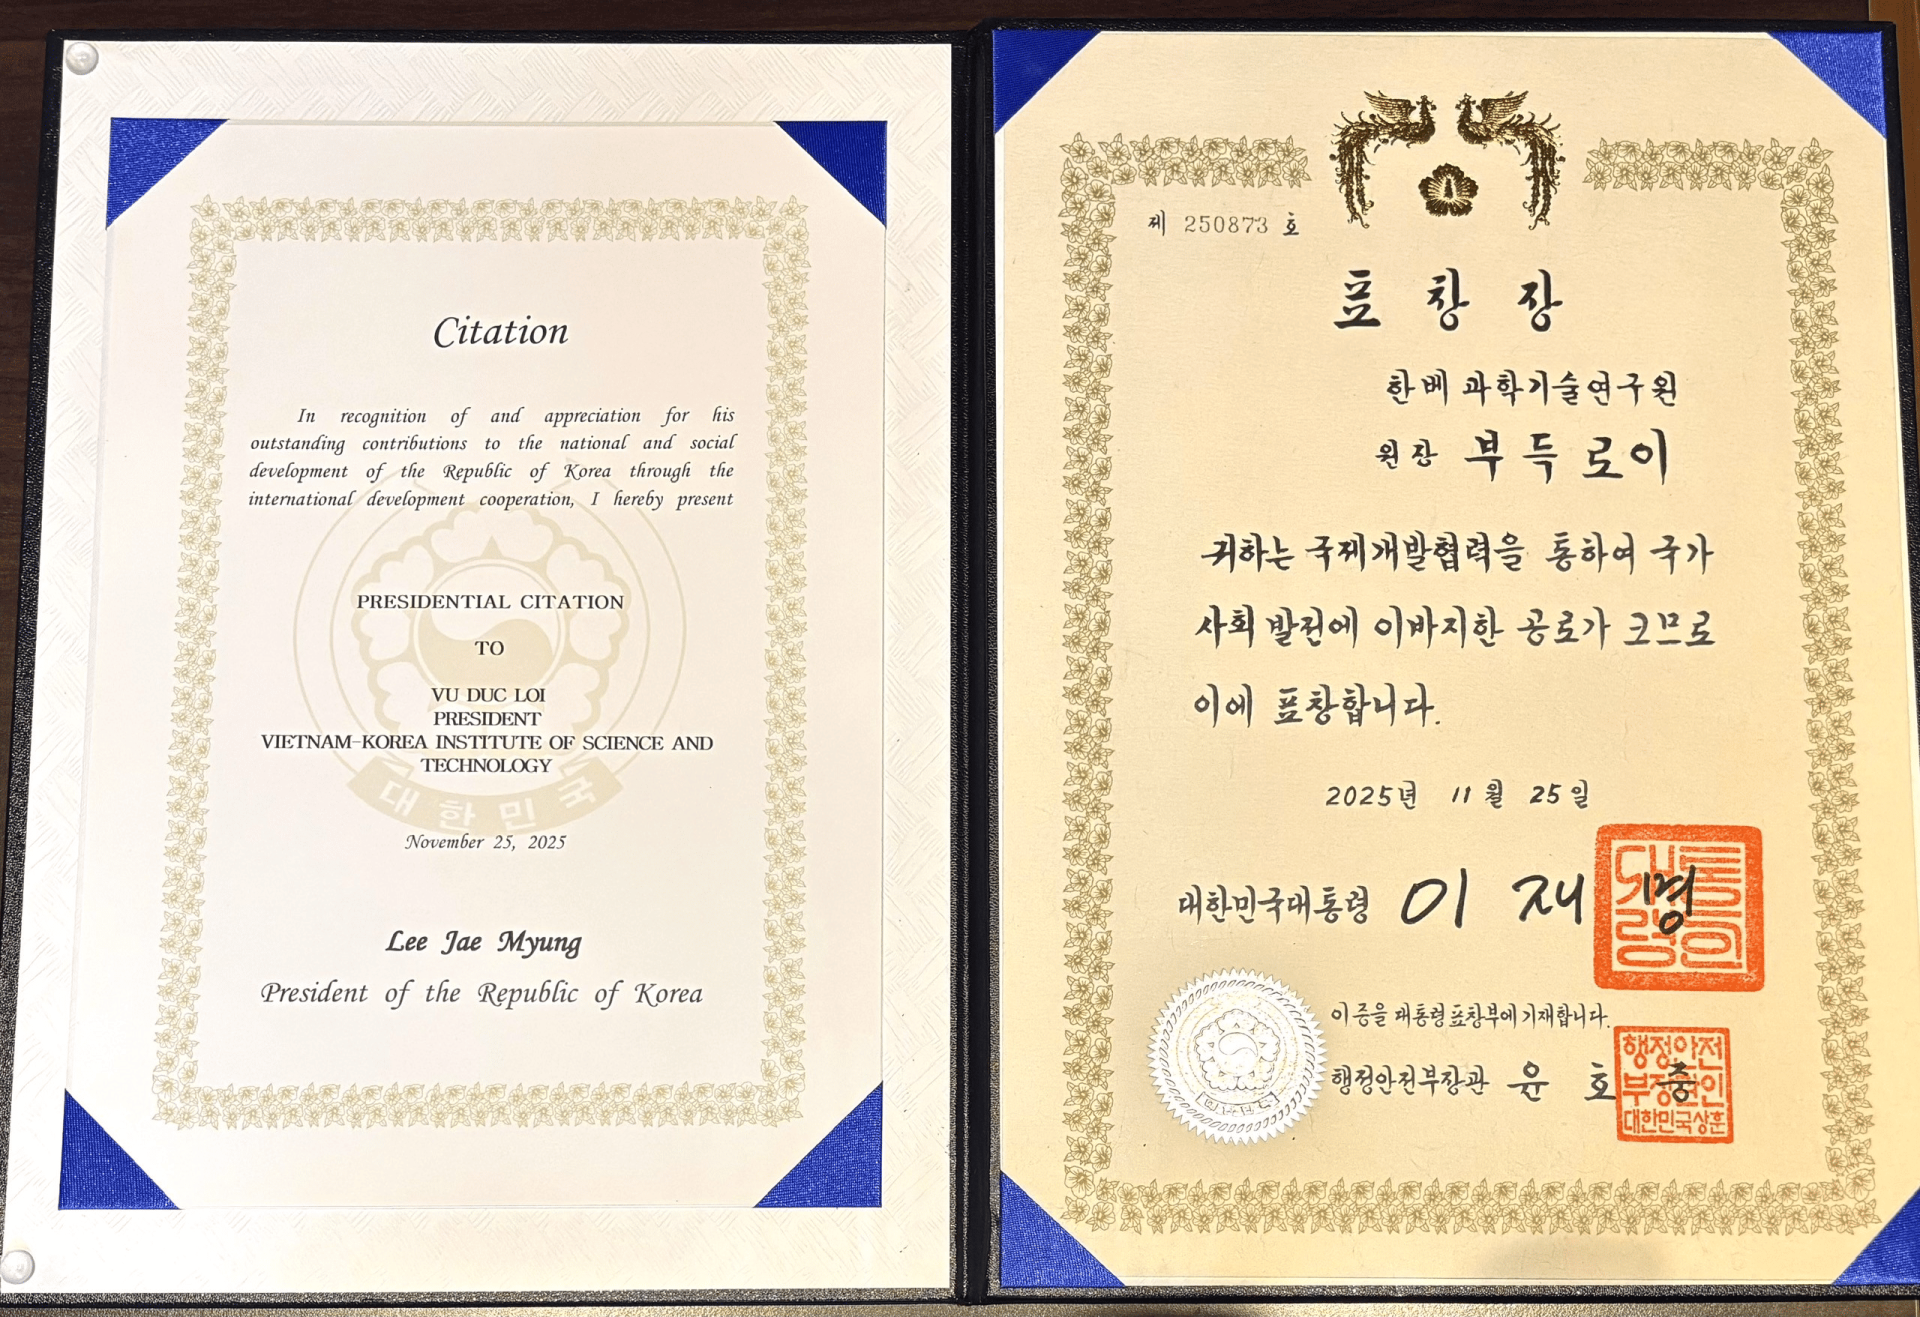 Citation
In recognition of and appreciation for his
outstanding contributions to the national and social
development of the Republic of Korea through the
international development cooperation, I hereby present
PRESIDENTIAL CITATION
TO
VU DUC LOI
PRESIDENT
VIETNAM-KOREA INSTITUTE OF SCIENCE AND
TECHNOLOGY
대한민국
November 25, 2025
Lee Jae Myung
President of the Republic of Korea
제 250873 호
표 창 장
한베과학기술연구원
원장 부득로이
귀하는 국제개발협력을 통하여 국가
사회발전에 이바지한 공로가 크므로
이에 표창합니다.
2025년 11월 25일
대한민국대통령 이 재 명
대통령의인
이 증을 대통령표창부에 기재합니다.
행정안전부장관 윤 호 중
행정안전
부장관인
대한민국상훈